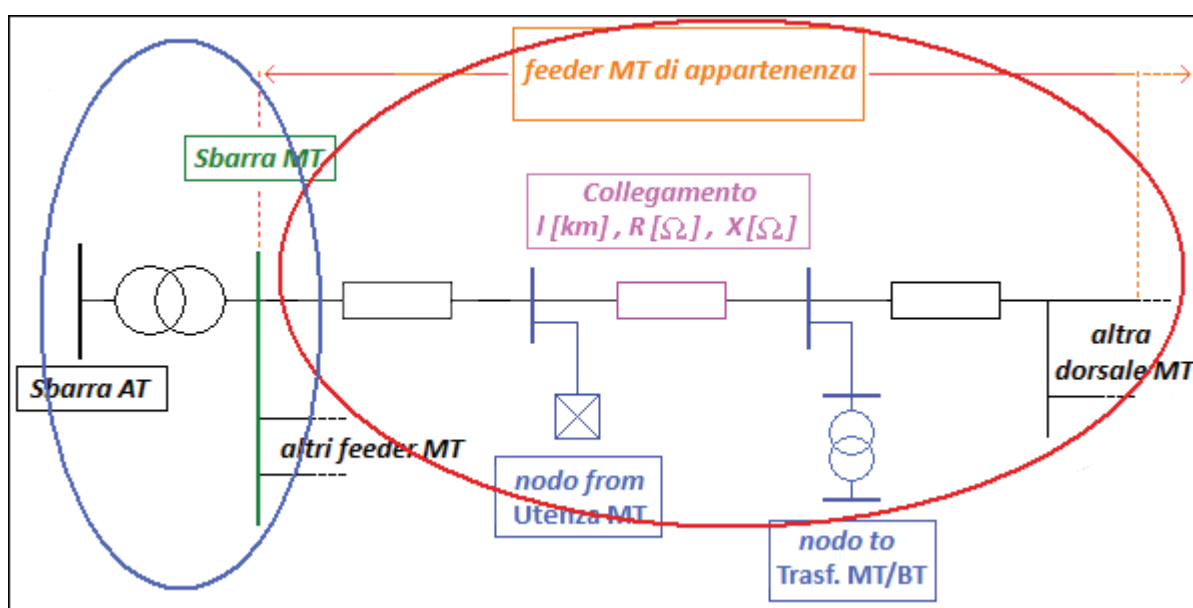 feeder MT di appartenenza
Sbarra MT
Collegamento
l [km] , R [Ω] , X [Ω]
Sbarra AT
altri feeder MT
altra
dorsale MT
nodo from
Utenza MT
nodo to
Trasf. MT/BT